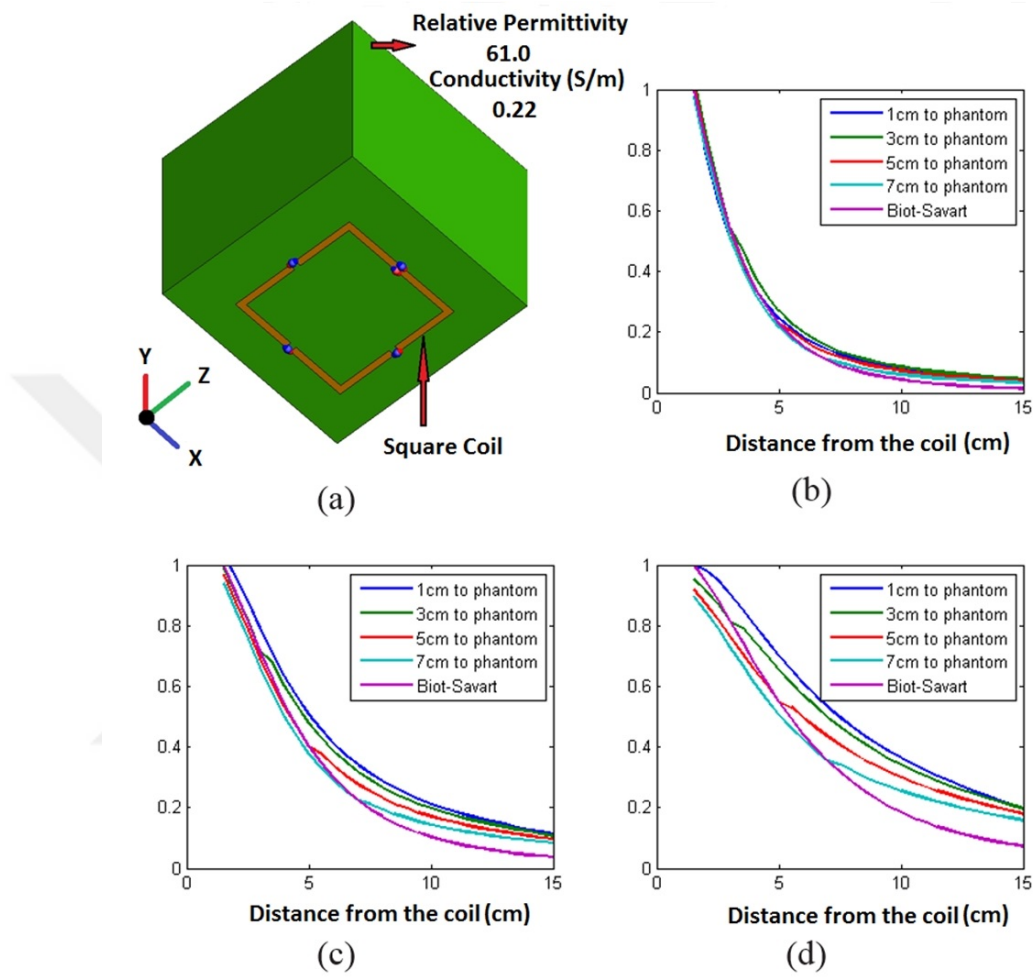 Relative Permittivity
61.0
Conductivity (S/m)
0.22
Y
Z
X
Square Coil
(a)
1
0.8
0.6
0.4
0.2
0
0
5
10
15
1cm to phantom
3cm to phantom
5cm to phantom
7cm to phantom
Biot-Savart
Distance from the coil (cm)
(b)
1
0.8
0.6
0.4
0.2
0
0
5
10
15
1cm to phantom
3cm to phantom
5cm to phantom
7cm to phantom
Biot-Savart
Distance from the coil (cm)
(c)
1
0.8
0.6
0.4
0.2
0
0
5
10
15
1cm to phantom
3cm to phantom
5cm to phantom
7cm to phantom
Biot-Savart
Distance from the coil (cm)
(d)